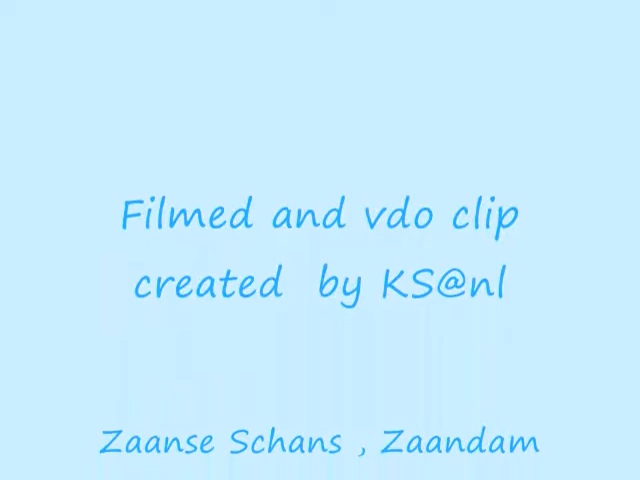 Filmed and vdo clip
created by KS@nl
Zaanse Schans , Zaandam